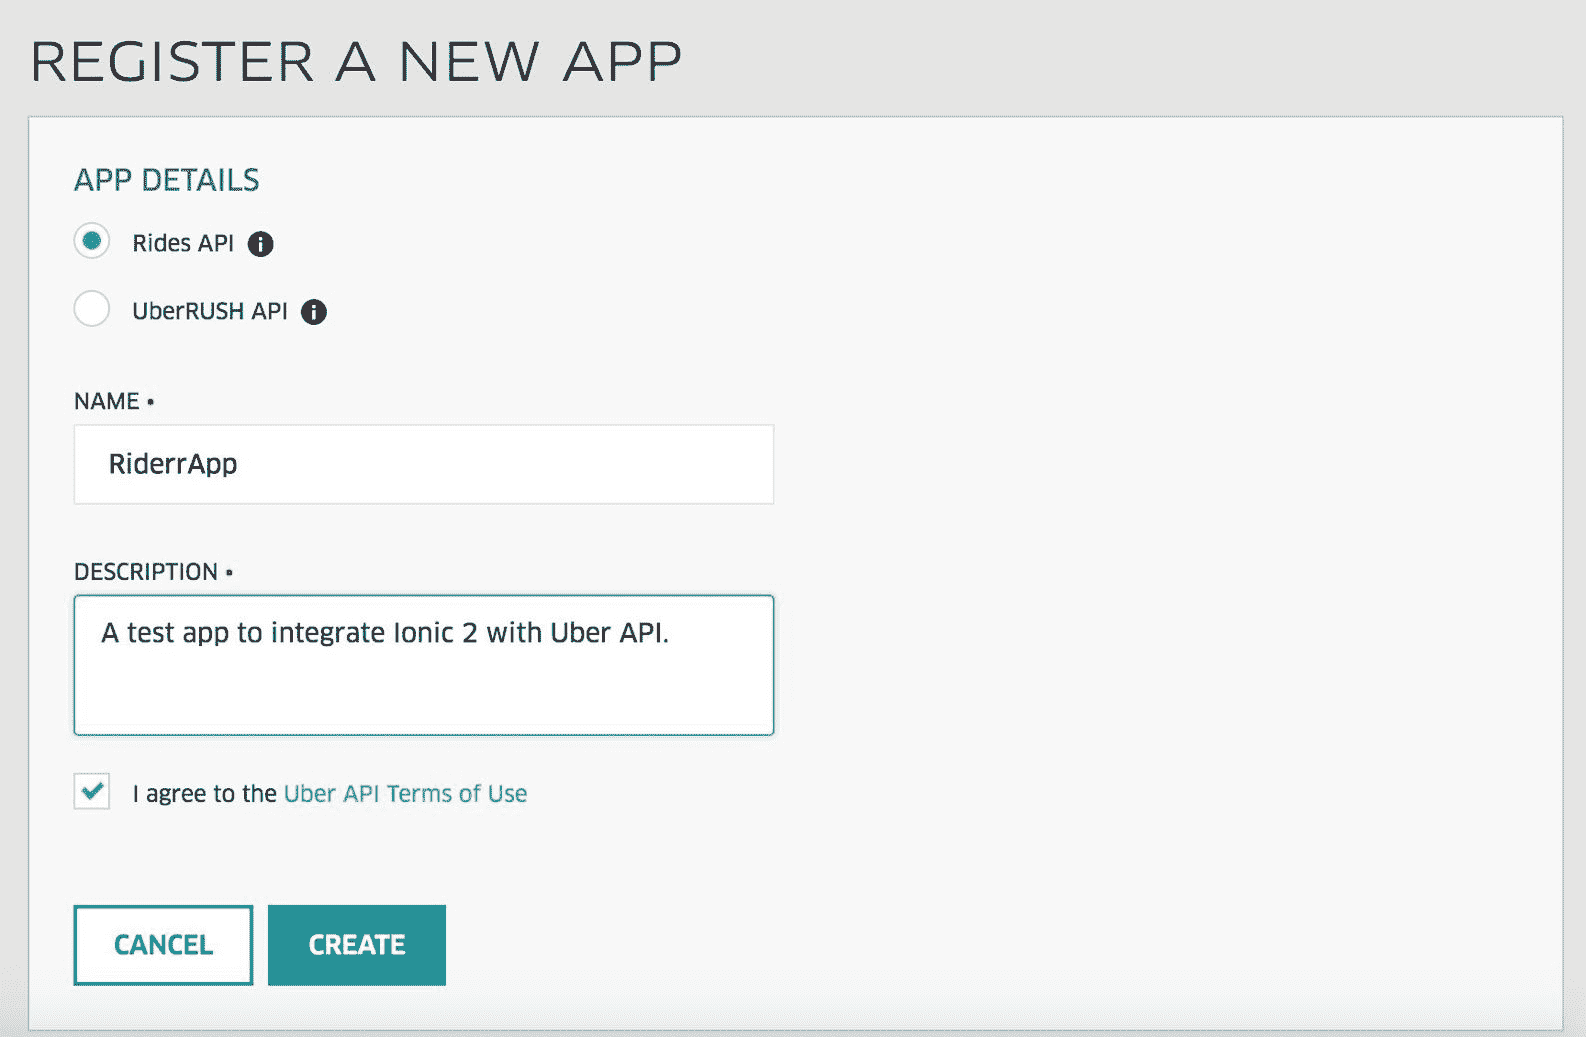 REGISTER A NEW APP
APP DETAILS
Rides API i
UberRUSH API i
NAME •
RiderrApp
DESCRIPTION •
A test app to integrate Ionic 2 with Uber API.
I agree to the Uber API Terms of Use
CANCEL CREATE